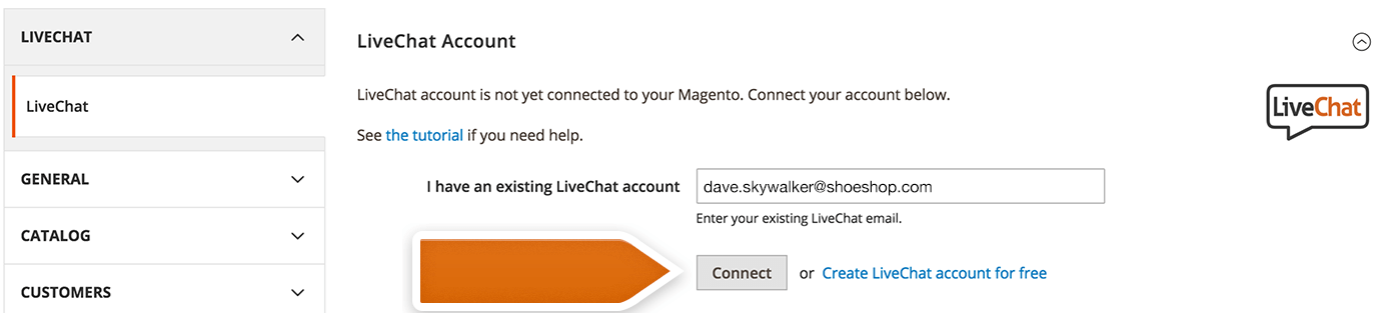 LIVECHAT
LiveChat
GENERAL
CATALOG
CUSTOMERS
LiveChat Account
LiveChat account is not yet connected to your Magento. Connect your account below.
See the tutorial if you need help.
LiveChat
I have an existing LiveChat account dave.skywalker@shoeshop.com
Enter your existing LiveChat email.
Connect or Create LiveChat account for free